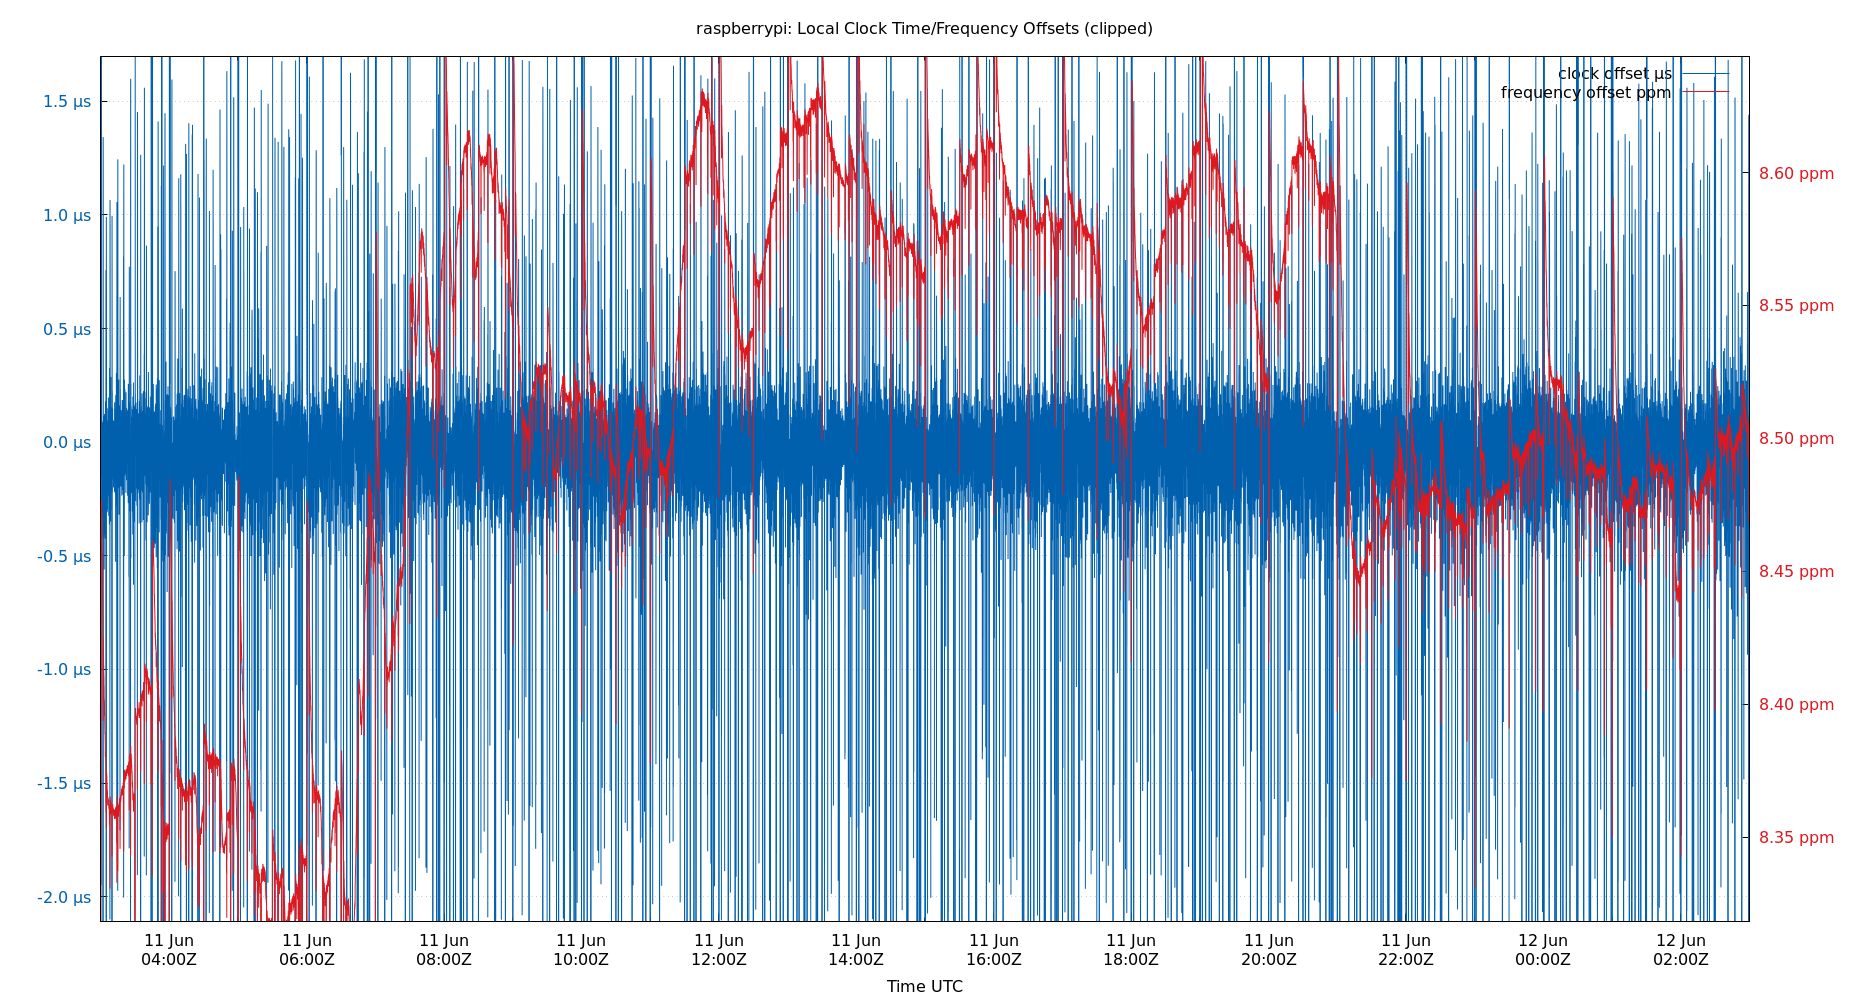 raspberrypi: Local Clock Time/Frequency Offsets (clipped)
clock offset µs
frequency offset ppm
1.5 µs
1.0 µs
0.5 µs
0.0 µs
-0.5 µs
-1.0 µs
-1.5 µs
-2.0 µs
8.60 ppm
8.55 ppm
8.50 ppm
8.45 ppm
8.40 ppm
8.35 ppm
11 Jun 11 Jun 11 Jun 11 Jun 11 Jun 11 Jun 11 Jun 11 Jun 11 Jun 11 Jun 12 Jun 12 Jun
04:00Z 06:00Z 08:00Z 10:00Z 12:00Z 14:00Z 16:00Z 18:00Z 20:00Z 22:00Z 00:00Z 02:00Z
Time UTC